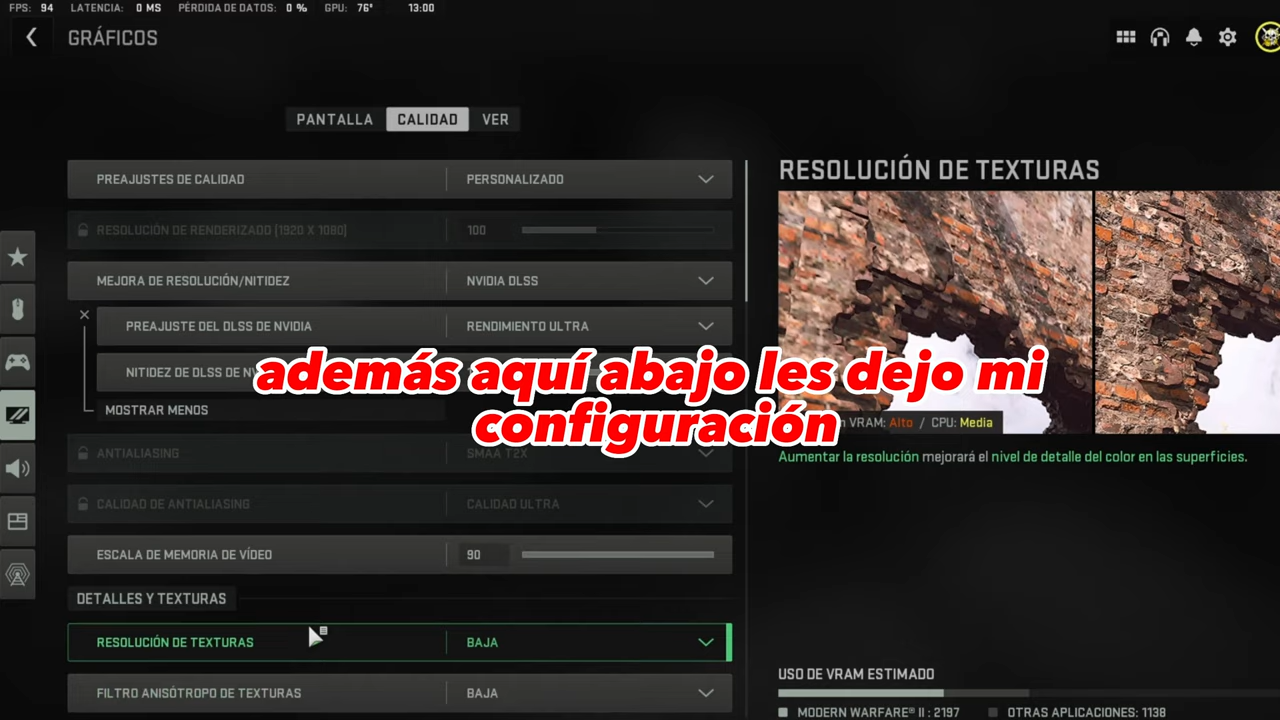 FPS: 94 LATENCIA: 0 MS PÉRDIDA DE DATOS: 0 % GPU: 76° 13:00
GRÁFICOS
PANTALLA CALIDAD VER
PREAJUSTES DE CALIDAD PERSONALIZADO
RESOLUCIÓN DE RENDERIZADO [1920 X 1080] 100
MEJORA DE RESOLUCIÓN/NITIDEZ NVIDIA DLSS
PREAJUSTE DEL DLSS DE NVIDIA RENDIMIENTO ULTRA
NITIDEZ DE DLSS DE
MOSTRAR MENOS
además aquí abajo les dejo mi
configuración
ANTIALIASING SMAA T2X
CALIDAD DE ANTIALIASING CALIDAD ULTRA
ESCALA DE MEMORIA DE VÍDEO 90
DETALLES Y TEXTURAS
RESOLUCIÓN DE TEXTURAS BAJA
FILTRO ANISÓTROPO DE TEXTURAS BAJA
RESOLUCIÓN DE TEXTURAS
VRAM: Alto / CPU: Media
Aumentar la resolución mejorará el nivel de detalle del color en las superficies.
USO DE VRAM ESTIMADO
MODERN WARFARE® II : 2197 OTRAS APLICACIONES: 1138